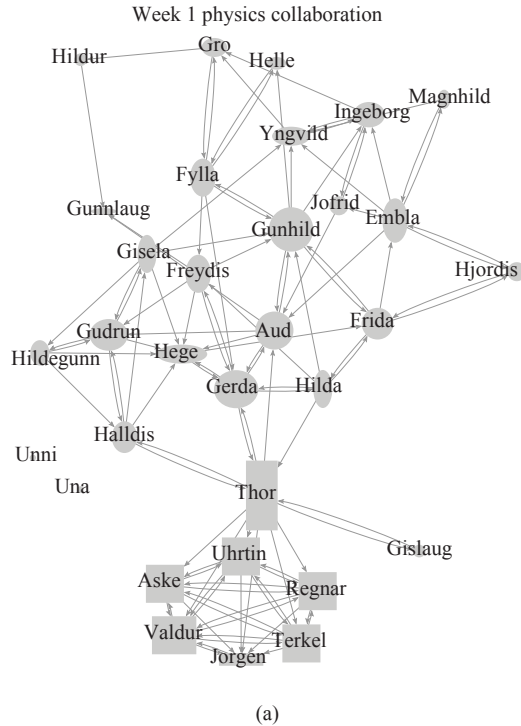 Week 1 physics collaboration
Gro
Hildur
Helle
Magnhild
Ingeborg
Yngvild
Fylla
Jofrid
Gunnlaug
Embla
Gunhild
Gisela
Freydis
Hjordis
Frida
Gudrun
Aud
Hege
Hildegunn
Gerda
Hilda
Halldis
Unni
Una
Thor
Gislaug
Uhrtin
Aske
Regnar
Valdur
Terkel
Jorgen
(a)